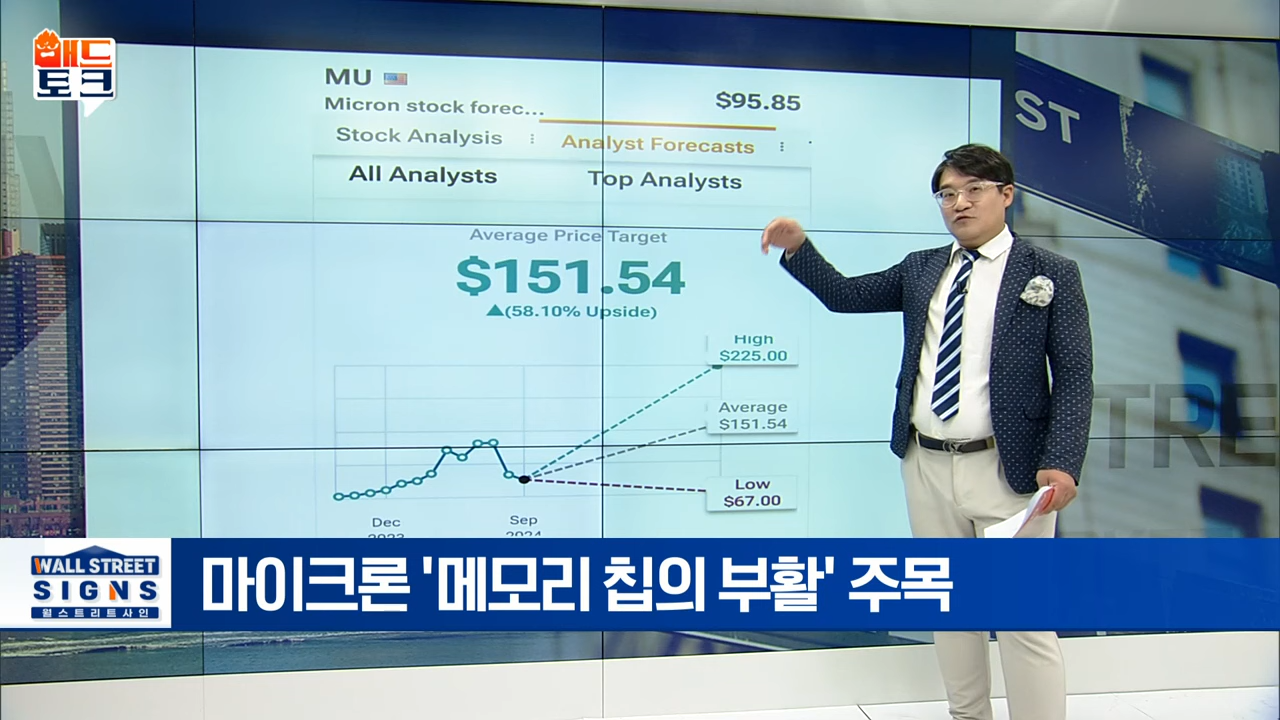 매드
토크
MU
$95.85
Micron stock forec...
Stock Analysis
Analyst Forecasts
All Analysts
Top Analysts
Average Price Target
$151.54
▲(58.10% Upside)
High
$225.00
Average
$151.54
Low
$67.00
Dec
2023
Sep
2024
ST
TRE
WALL STREET
SIGNS
월스트리트사인
마이크론 '메모리 칩의 부활' 주목